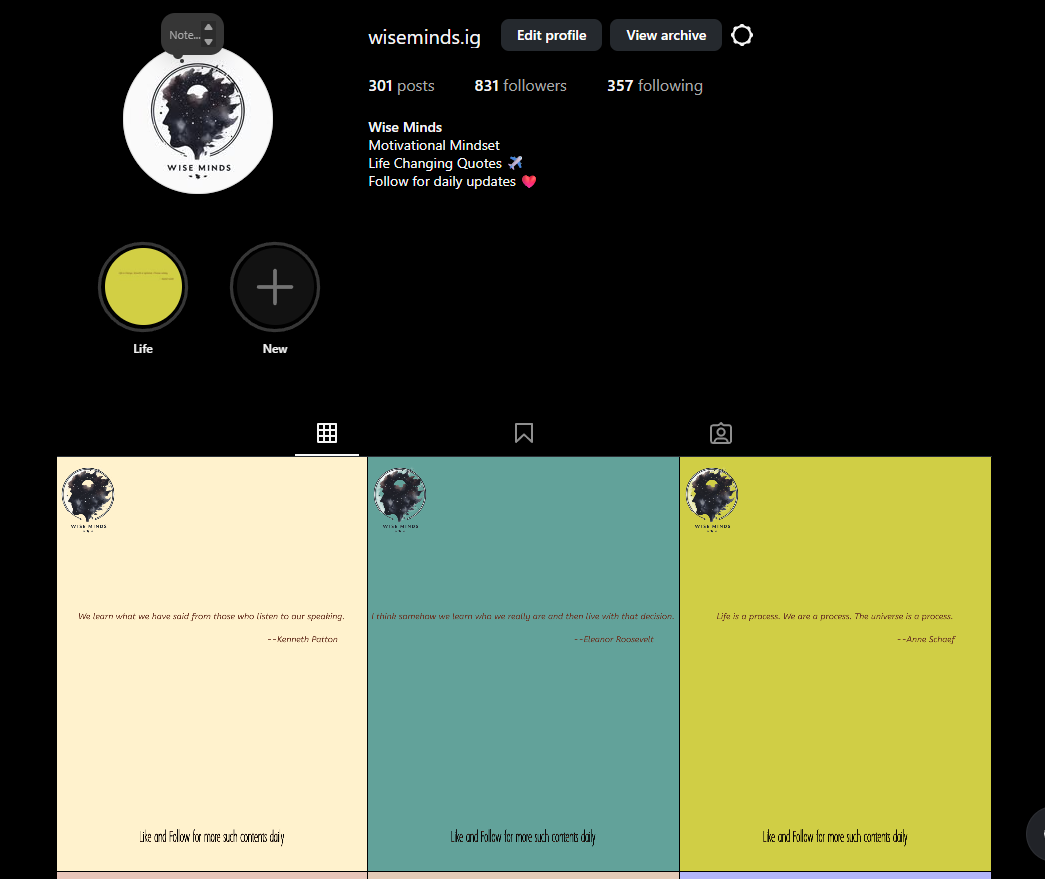 Note...
wiseminds.ig
Edit profile
View archive
301 posts
831 followers
357 following
Wise Minds
Motivational Mindset
Life Changing Quotes ✈️
Follow for daily updates ❤️
WISE MINDS
Life
New
WISE MINDS
We learn what we have said from those who listen to our speaking.
--Kenneth Patton
Like and Follow for more such contents daily
WISE MINDS
I think somehow we learn who we really are and then live with that decision.
--Eleanor Roosevelt
Like and Follow for more such contents daily
WISE MINDS
Life is a process. We are a process. The universe is a process.
--Anne Schaef
Like and Follow for more such contents daily